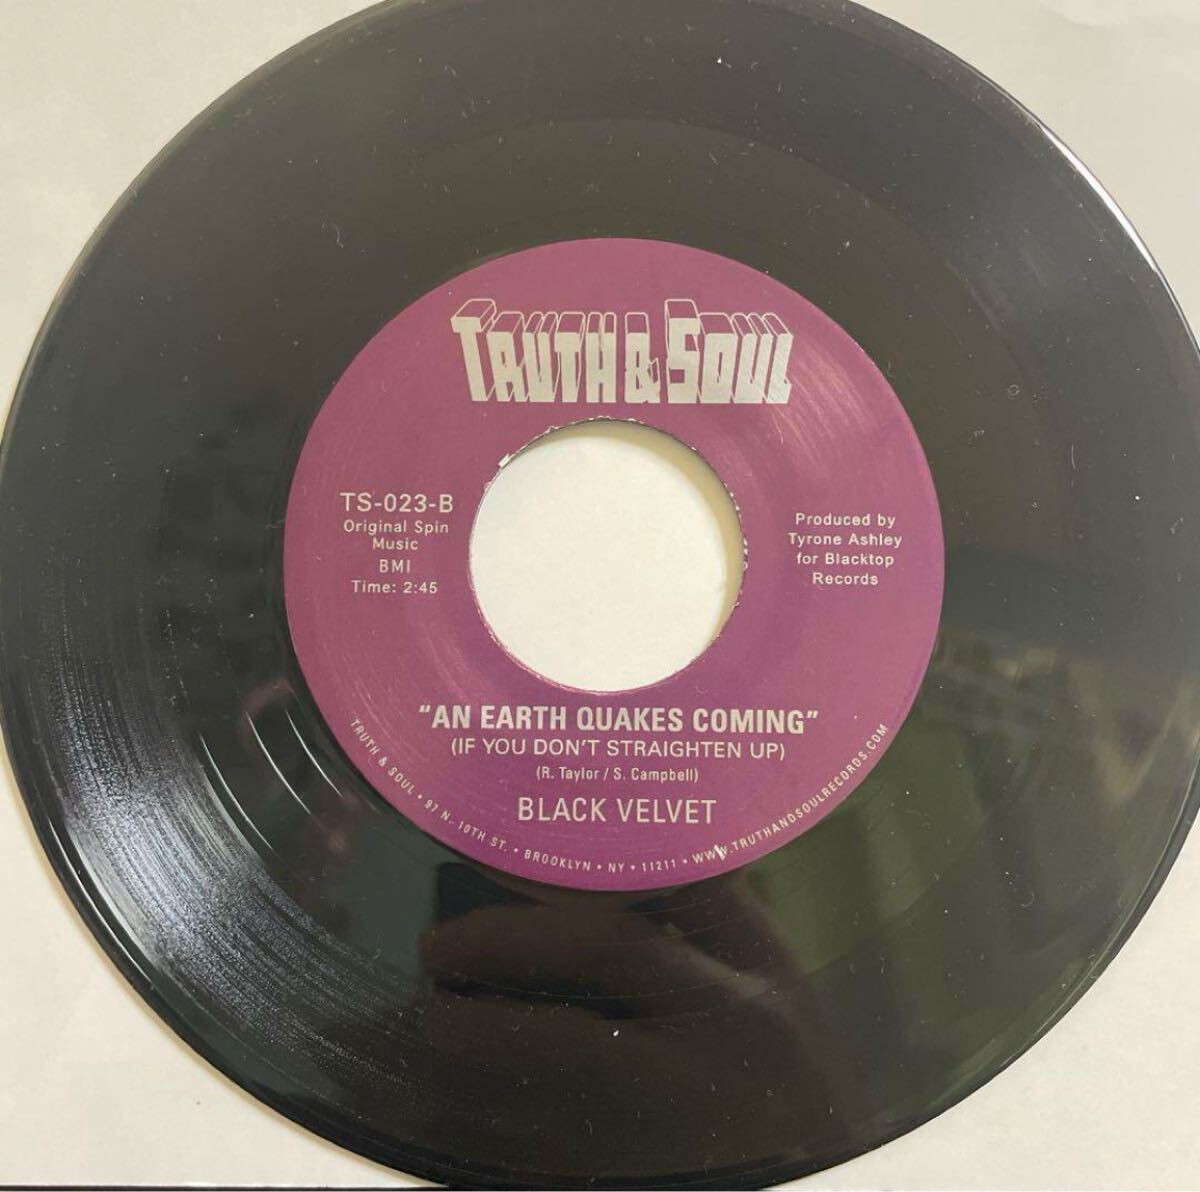 TRUTH & SOUL
TS-023-B
Original Spin
Music
BMI
Time: 2:45
Produced by
Tyrone Ashley
for Blacktop
Records
"AN EARTH QUAKES COMING"
(IF YOU DON'T STRAIGHTEN UP)
(R. Taylor / S. Campbell)
BLACK VELVET
TRUTH & SOUL • 97 N. 10TH ST. • BROOKLYN • NY • 11211 • WWW.TRUTHANDSOULRECORDS.COM